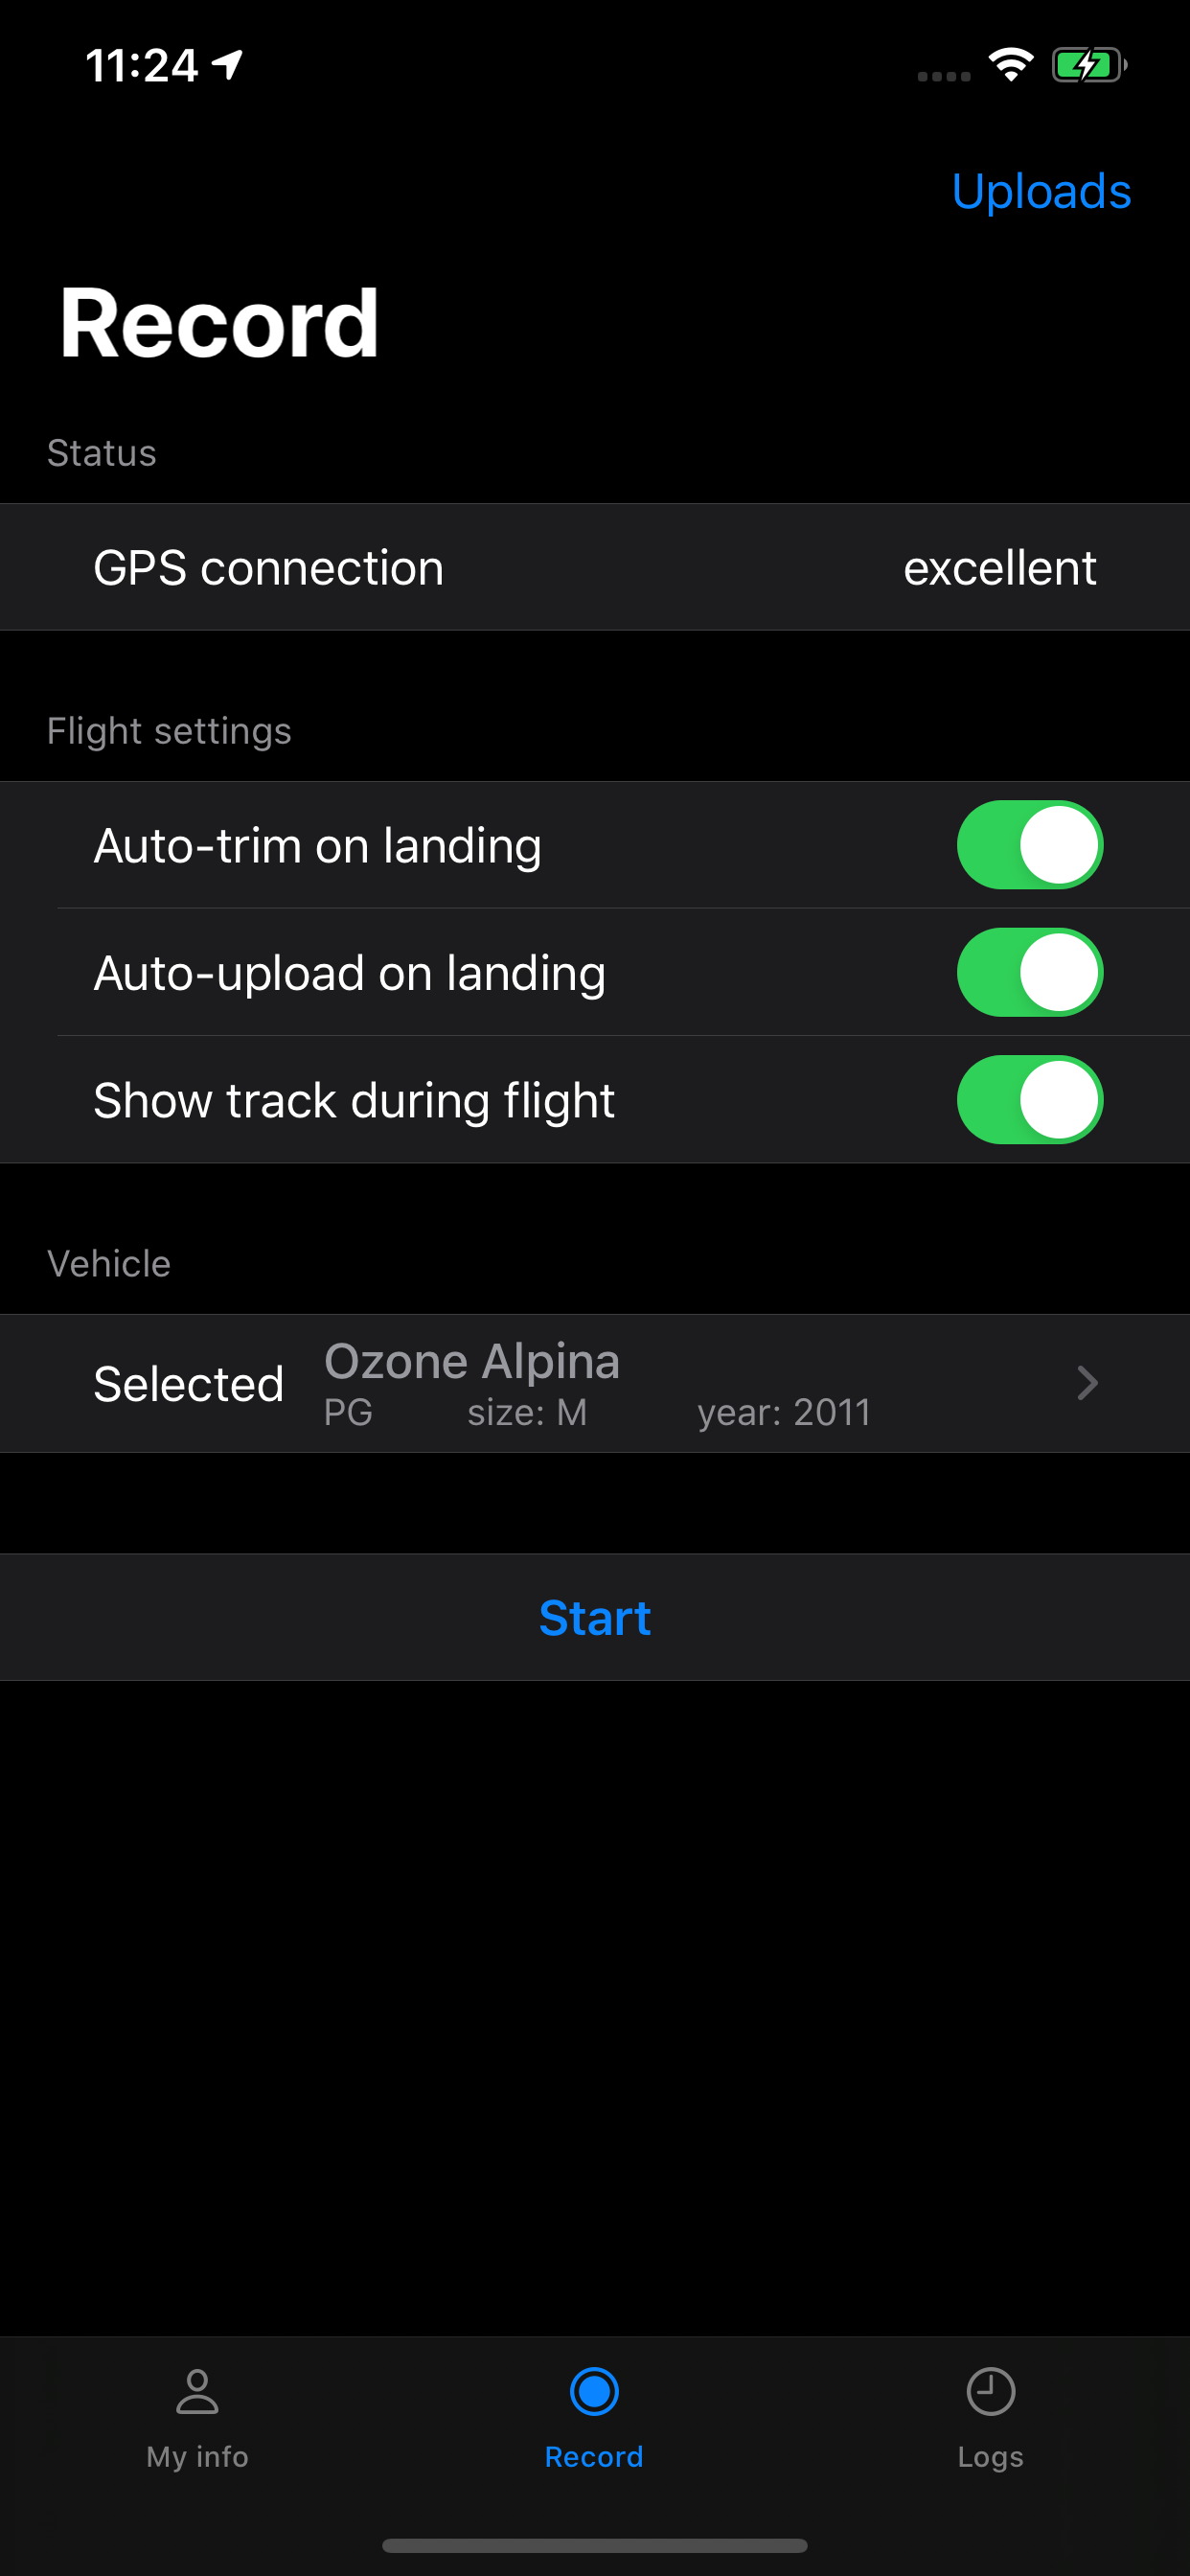 11:24
Uploads
Record
Status
GPS connection excellent
Flight settings
Auto-trim on landing
Auto-upload on landing
Show track during flight
Vehicle
Selected
Ozone Alpina
PG size: M year: 2011
Start
My info Record Logs